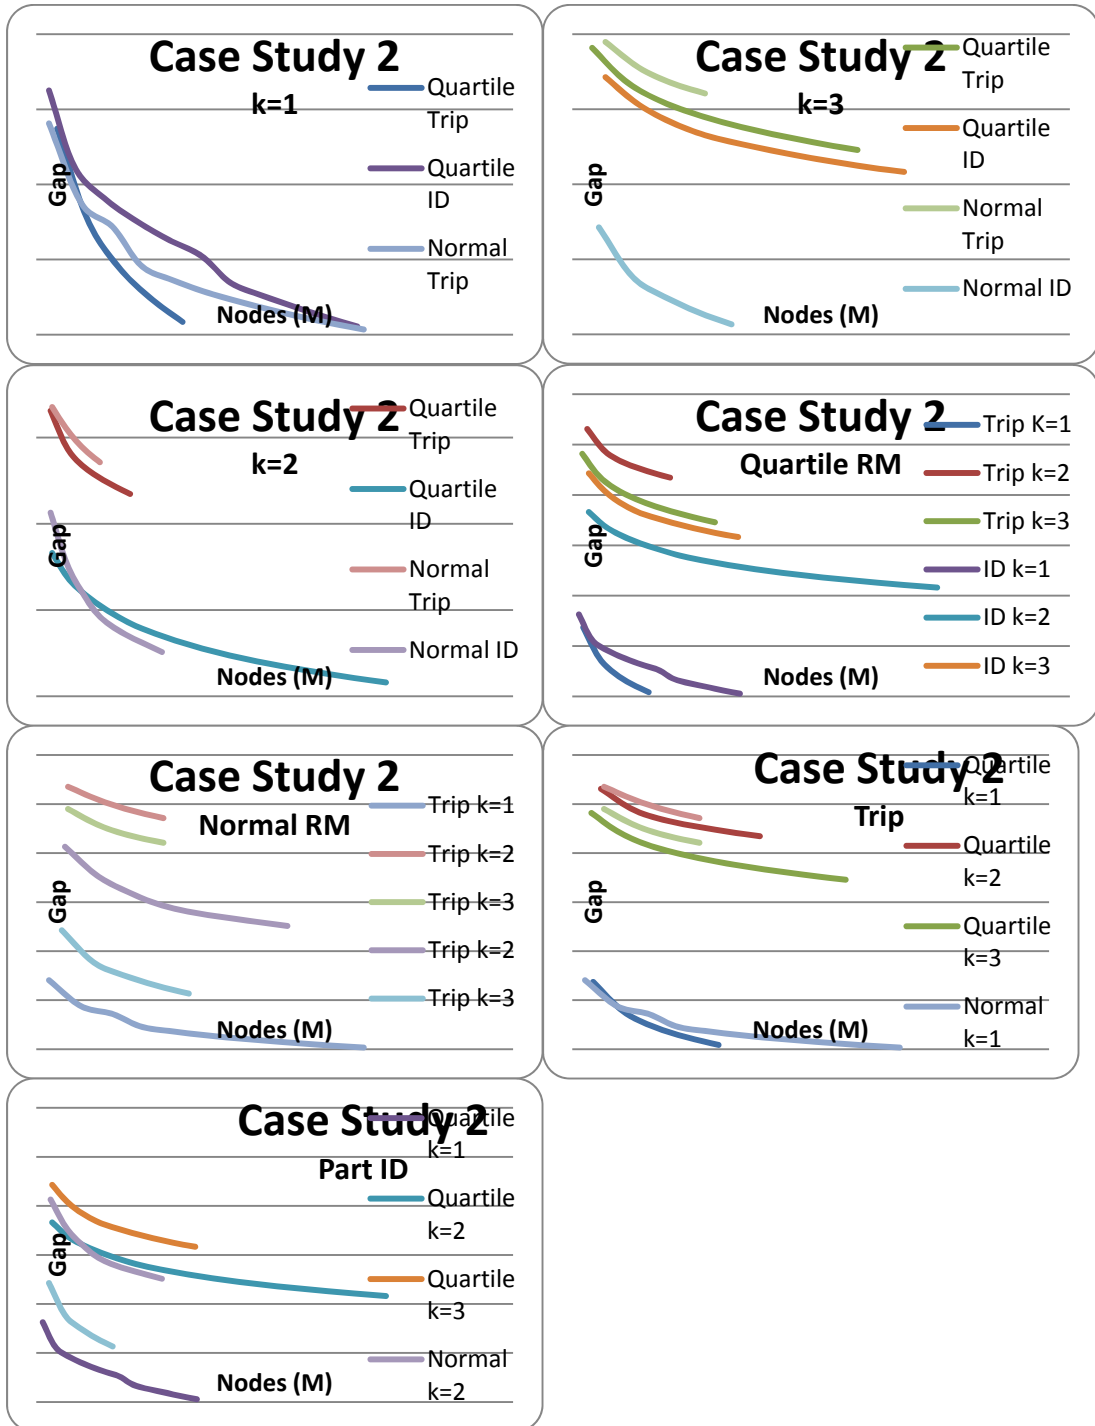 Case Study 2
k=1
Gap
Nodes (M)
Quartile
Trip
Quartile
ID
Normal
Trip
Case Study 2
k=3
Gap
Nodes (M)
Quartile
Trip
Quartile
ID
Normal
Trip
Normal ID
Case Study 2
k=2
Gap
Nodes (M)
Quartile
Trip
Quartile
ID
Normal
Trip
Normal ID
Case Study 2
Quartile RM
Gap
Nodes (M)
Trip K=1
Trip k=2
Trip k=3
ID k=1
ID k=2
ID k=3
Case Study 2
Normal RM
Gap
Nodes (M)
Trip k=1
Trip k=2
Trip k=3
Trip k=2
Trip k=3
Case Study 2
Trip
Gap
Nodes (M)
Quartile
k=1
Quartile
k=2
Quartile
k=3
Normal
k=1
Case Study 2
Part ID
Gap
Nodes (M)
Quartile
k=1
Quartile
k=2
Quartile
k=3
Normal
k=2